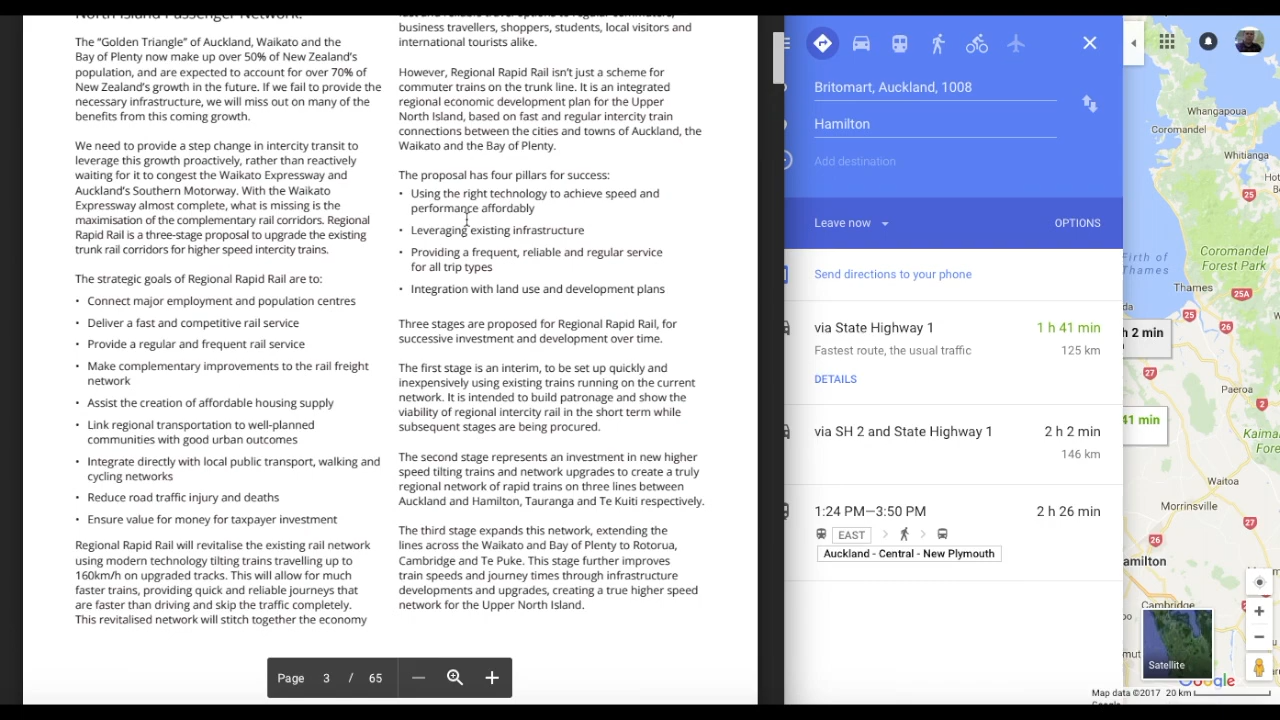 North Island Passenger Network.
The “Golden Triangle” of Auckland, Waikato and the
Bay of Plenty now make up over 50% of New Zealand’s
population, and are expected to account for over 70% of
New Zealand’s growth in the future. If we fail to provide the
necessary infrastructure, we will miss out on many of the
benefits from this coming growth.
We need to provide a step change in intercity transit to
leverage this growth proactively, rather than reactively
waiting for it to congest the Waikato Expressway and
Auckland’s Southern Motorway. With the Waikato
Expressway almost complete, what is missing is the
maximisation of the complementary rail corridors. Regional
Rapid Rail is a three-stage proposal to upgrade the existing
trunk rail corridors for higher speed intercity trains.
The strategic goals of Regional Rapid Rail are to:
• Connect major employment and population centres
• Deliver a fast and competitive rail service
• Provide a regular and frequent rail service
• Make complementary improvements to the rail freight
network
• Assist the creation of affordable housing supply
• Link regional transportation to well-planned
communities with good urban outcomes
• Integrate directly with local public transport, walking and
cycling networks
• Reduce road traffic injury and deaths
• Ensure value for money for taxpayer investment
Regional Rapid Rail will revitalise the existing rail network
using modern technology tilting trains travelling up to
160km/h on upgraded tracks. This will allow for much
faster trains, providing quick and reliable journeys that
are faster than driving and skip the traffic completely.
This revitalised network will stitch together the economy
business travellers, shoppers, students, local visitors and
international tourists alike.
However, Regional Rapid Rail isn’t just a scheme for
commuter trains on the trunk line. It is an integrated
regional economic development plan for the Upper
North Island, based on fast and regular intercity train
connections between the cities and towns of Auckland, the
Waikato and the Bay of Plenty.
The proposal has four pillars for success:
• Using the right technology to achieve speed and
performance affordably
• Leveraging existing infrastructure
• Providing a frequent, reliable and regular service
for all trip types
• Integration with land use and development plans
Three stages are proposed for Regional Rapid Rail, for
successive investment and development over time.
The first stage is an interim, to be set up quickly and
inexpensively using existing trains running on the current
network. It is intended to build patronage and show the
viability of regional intercity rail in the short term while
subsequent stages are being procured.
The second stage represents an investment in new higher
speed tilting trains and network upgrades to create a truly
regional network of rapid trains on three lines between
Auckland and Hamilton, Tauranga and Te Kuiti respectively.
The third stage expands this network, extending the
lines across the Waikato and Bay of Plenty to Rotorua,
Cambridge and Te Puke. This stage further improves
train speeds and journey times through infrastructure
developments and upgrades, creating a true higher speed
network for the Upper North Island.
Page 3 / 65
Britomart, Auckland, 1008
Hamilton
Add destination
Leave now
OPTIONS
Send directions to your phone
via State Highway 1 1 h 41 min
Fastest route, the usual traffic 125 km
DETAILS
via SH 2 and State Highway 1 2 h 2 min
146 km
1:24 PM—3:50 PM 2 h 26 min
EAST
Auckland - Central - New Plymouth
Whangapoua
Coromandel
Whitianga
25
Coromandel
Forest Park
Firth of
Thames
Thames
25A
h 2 min
25
26
26
27
Paeroa
2
41 min
Kaimai
Waitoa
Morrinsville
27
26
amilton
Cambridge
Satellite
Google
Map data ©2017 20 km